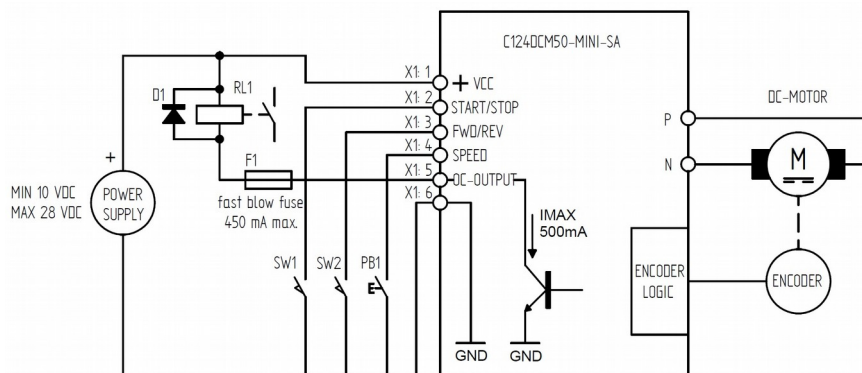 C124DCM50-MINI-SA
X1: 1
+ VCC
D1
RL1
X1: 2
START/STOP
DC-MOTOR
X1: 3
FWD/REV
P
X1: 4
SPEED
+
F1
X1: 5
OC-OUTPUT
N
M
MIN 10 VDC
MAX 28 VDC
POWER
SUPPLY
fast blow fuse
450 mA max.
X1: 6
IMAX
500mA
SW1
SW2
PB1
ENCODER
LOGIC
ENCODER
GND
GND